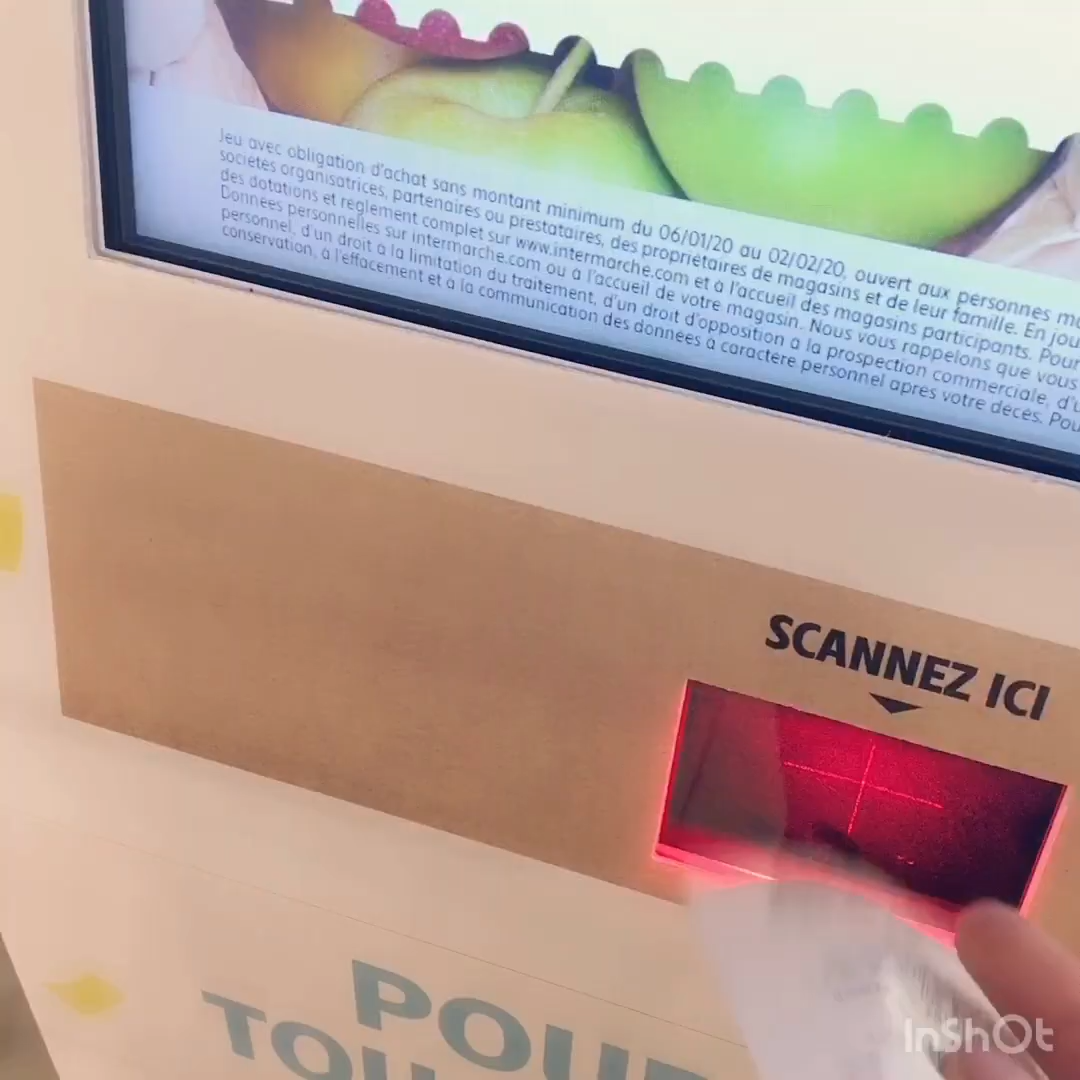 Jeu avec obligation d'achat sans montant minimum du 06/01/20 au 02/02/20, ouvert aux personnes
sociétés organisatrices, partenaires ou prestataires, des propriétaires de magasins et de leur famille. En
des dotations et règlement complet sur www.intermarche.com et à l'accueil des magasins participants. Pour
Données personnelles sur intermarche.com ou à l'accueil de votre magasin. Nous vous rappelons que vous
personnel, d'un droit à la limitation du traitement, d'un droit d'opposition à la prospection commerciale,
conservation, à l'effacement et à la communication des données à caractère personnel après votre décès.
SCANNEZ ICI
InShOt